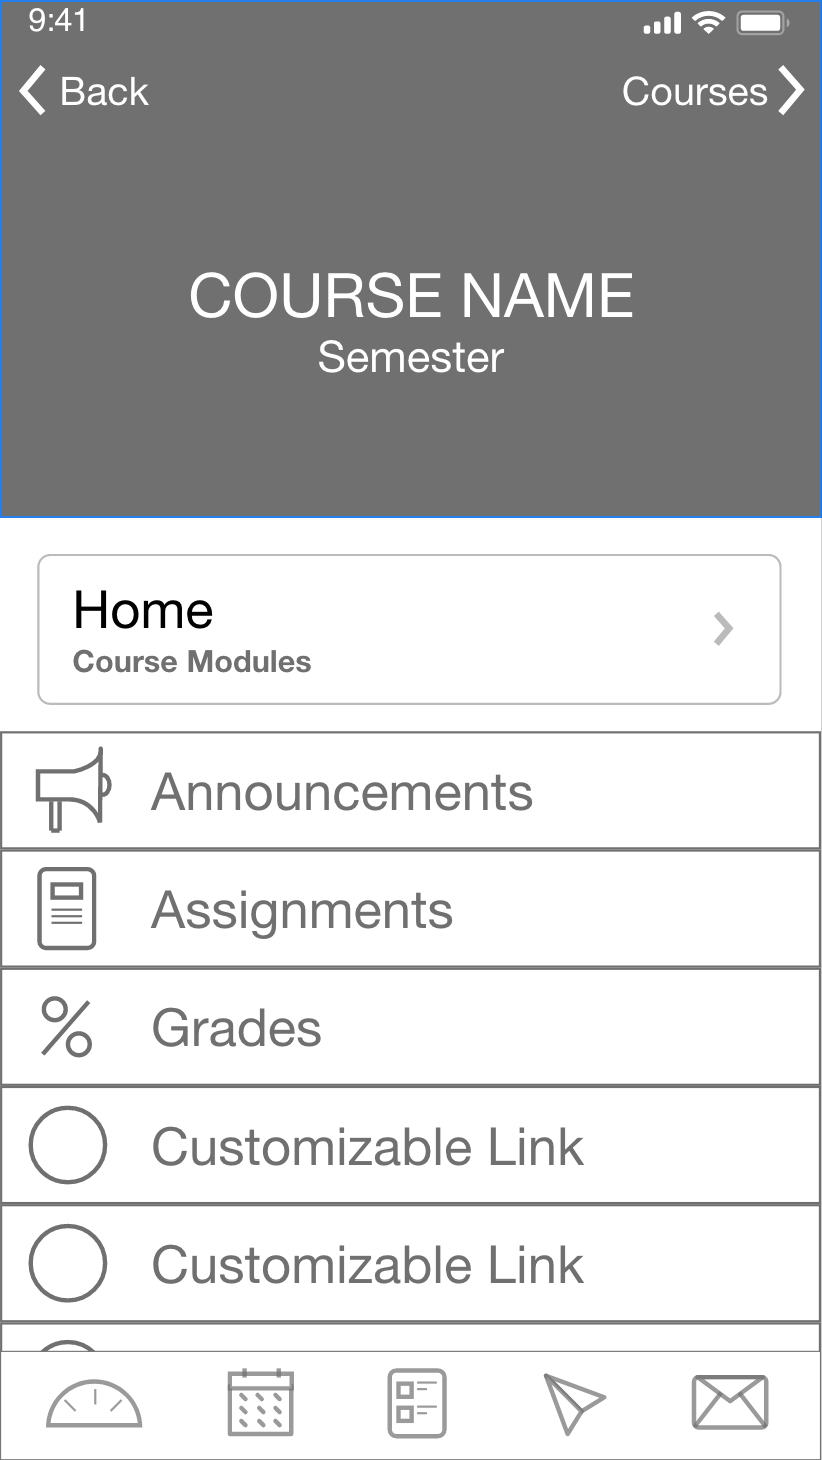 9:41
Back
Courses
COURSE NAME
Semester
Home
Course Modules
Announcements
Assignments
Grades
Customizable Link
Customizable Link